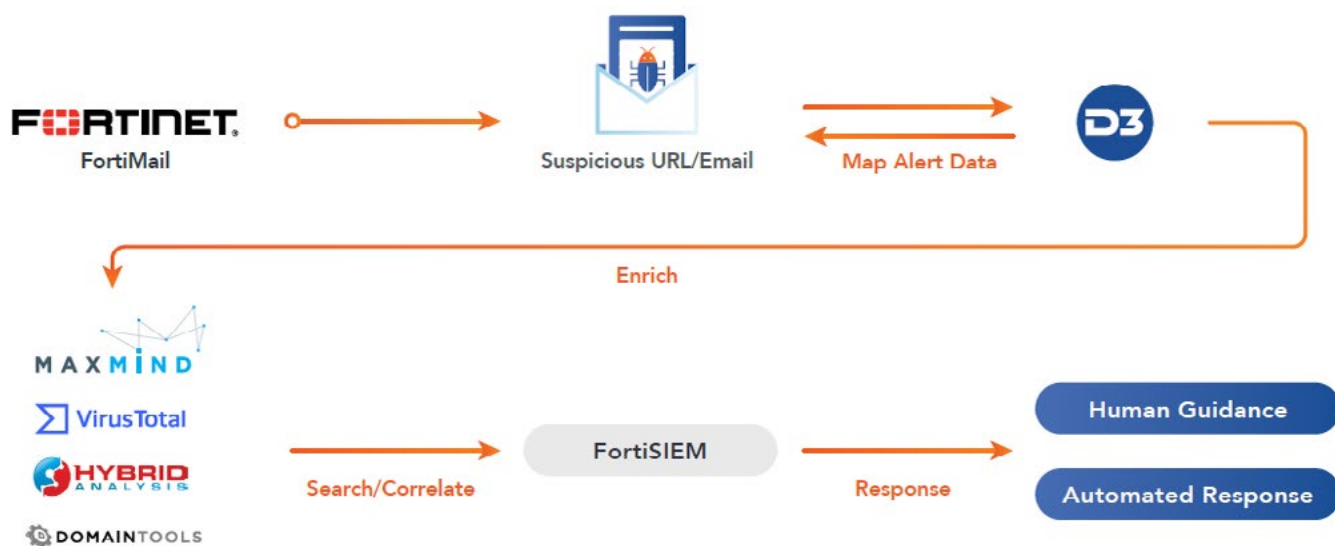 FORTINET®
FortiMail
Suspicious URL/Email
Map Alert Data
D3
Enrich
MAXMIND
VirusTotal
HYBRID
ANALYSIS
DOMAINTOOLS
Search/Correlate
FortiSIEM
Response
Human Guidance
Automated Response